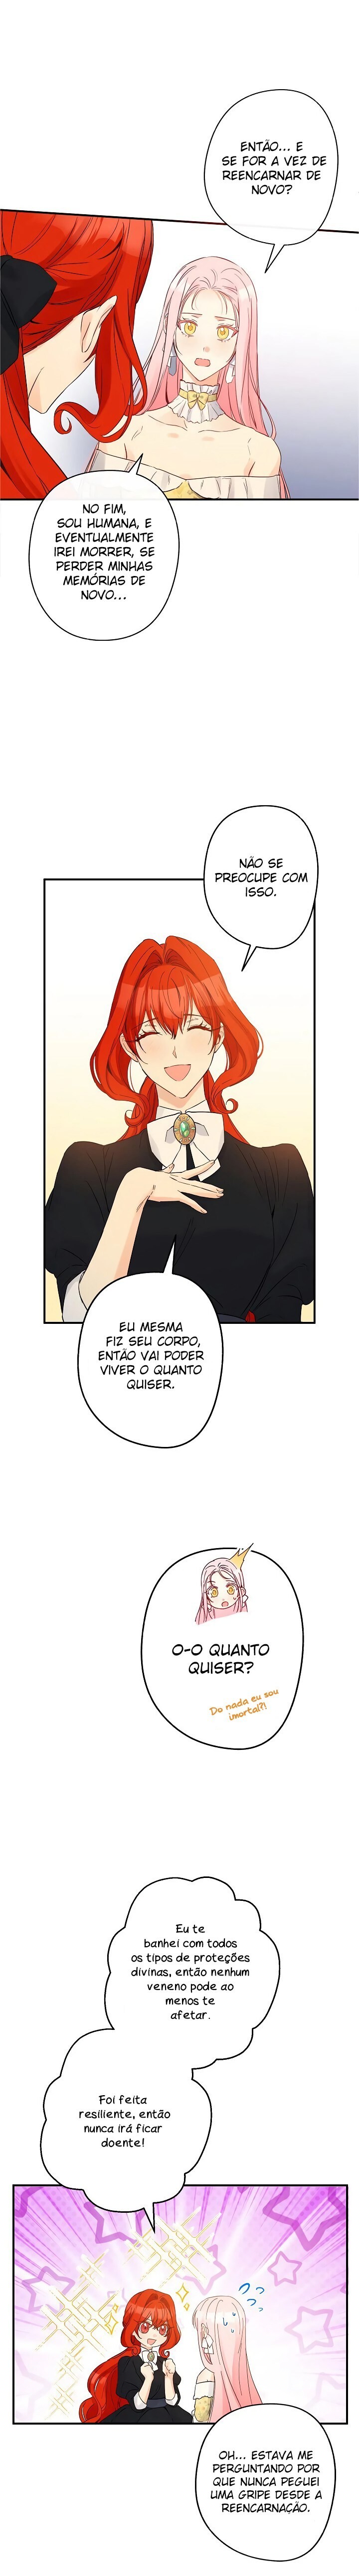 ENTÃO... E
SE FOR A VEZ DE
REENCARNAR DE
NOVO?
NO FIM,
SOU HUMANA, E
EVENTUALMENTE
IREI MORRER, SE
PERDER MINHAS
MEMÓRIAS DE
NOVO...
NÃO SE
PREOCUPE COM
ISSO.
EU MESMA
FIZ SEU CORPO,
ENTÃO VAI PODER
VIVER O QUANTO
QUISER.
O-O QUANTO
QUISER?
Do nada eu sou
imortal?!
Eu te
banhei com todos
os tipos de proteções
divinas, então nenhum
veneno pode ao
menos te
afetar.
Foi feita
resiliente, então
nunca irá ficar
doente!
OH... ESTAVA ME
PERGUNTANDO POR
QUE NUNCA PEGUEI
UMA GRIPE DESDE A
REENCARNAÇÃO.